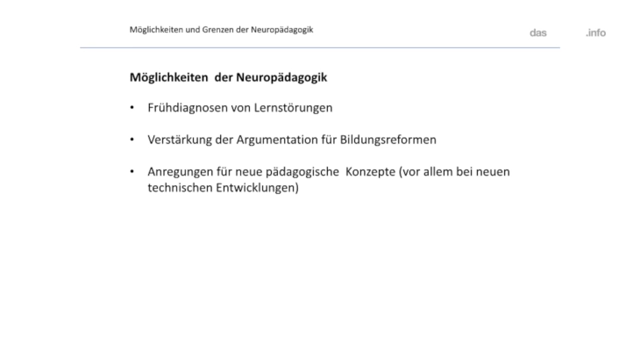 Möglichkeiten und Grenzen der Neuropädagogik
das .info
Möglichkeiten der Neuropädagogik
• Frühdiagnosen von Lernstörungen
• Verstärkung der Argumentation für Bildungsreformen
• Anregungen für neue pädagogische Konzepte (vor allem bei neuen
technischen Entwicklungen)